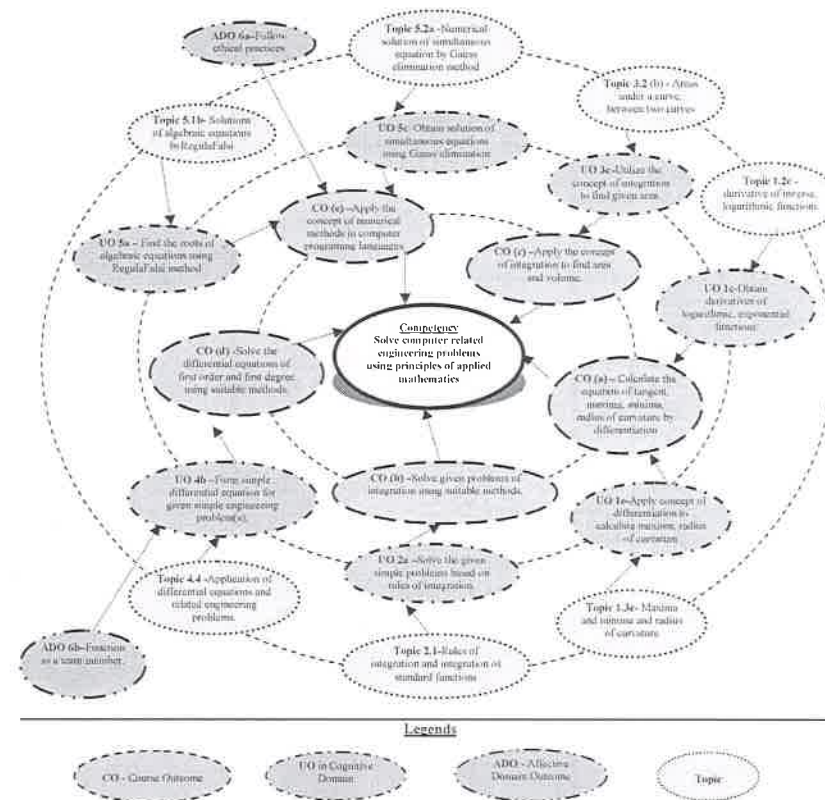 ADO 6a -Follow
ethical practices
Topic 5.2a -Numerical
solution of simultaneous
equation by Gauss
elimination method
Topic 3.2 (b) - Areas
under a curve,
between two curves
Topic 5.1b- Solutions
of algebraic equations
by RegulaFalsi
UO 5c- Obtain solution of
simultaneous equations
using Gauss elimination
UO 3c-Utilize the
concept of integration
to find given area
Topic 1.2c -
derivative of inverse,
logarithmic functions
CO (e) -Apply the
concept of numerical
methods in computer
programing languages
UO 5a - Find the roots of
algebraic equations using
RegulaFalsi method
CO (c) -Apply the concept
of integration to find area
and volume.
UO 1c-Obtain
derivatives of
logarithmic, exponential
functions
Competency
Solve computer related
engineering problems
using principles of applied
mathematics
CO (d) -Solve the
differential equations of
first order and first degree
using suitable methods.
CO (a) - Calculate the
equation of tangent,
maxima, minima,
radius of curvature by
differentiation
UO 4b -Form simple
differential equation for
given simple engineering
problem(s).
CO (b) -Solve given problems of
integration using suitable methods.
UO 1e-Apply concept of
differentiation to
calculate maxima, radius
of curvature
UO 2a -Solve the given
simple problems based on
rules of integration.
Topic 4.4 -Application of
differential equations and
related engineering
problems.
Topic 1.3c- Maxima
and minima and radius
of curvature
ADO 6b-Function
as a team member
Topic 2.1-Rules of
integration and integration of
standard functions
Legends
CO - Course Outcome
UO in Cognitive
Domain
ADO - Affective
Domain Outcome
Topic